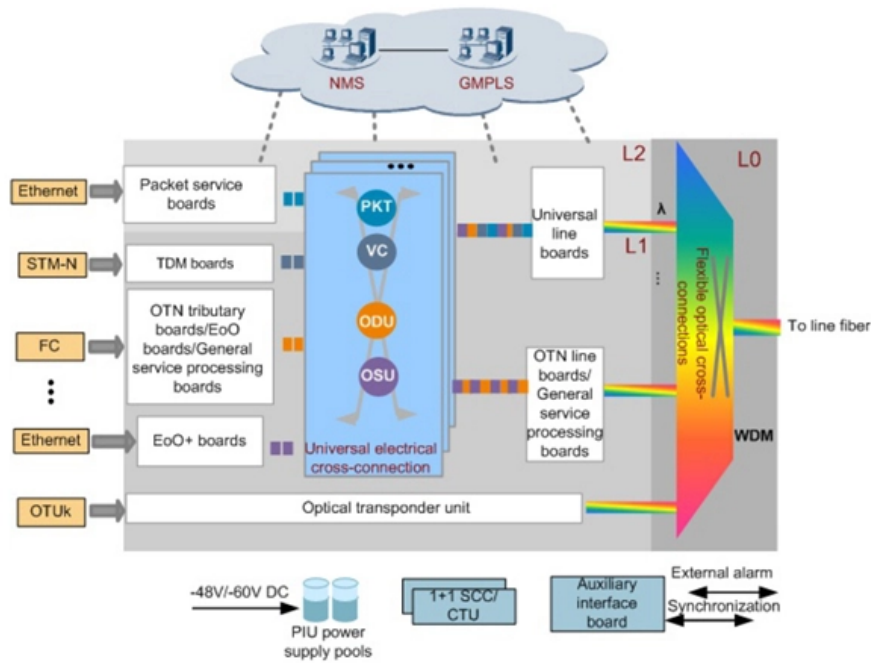 NMS
GMPLS
L2
L0
Ethernet
Packet service
boards
PKT
Universal
line
boards
λ
STM-N
TDM boards
VC
L1
...
FC
OTN tributary
boards/EoO
boards/General
service processing
boards
ODU
Flexible optical cross-
connections
To line fiber
OSU
OTN line
boards/
General
service
processing
boards
Ethernet
EoO+ boards
Universal electrical
cross-connection
WDM
OTUk
Optical transponder unit
-48V/-60V DC
PIU power
supply pools
1+1 SCC/
CTU
Auxiliary
interface
board
External alarm
Synchronization